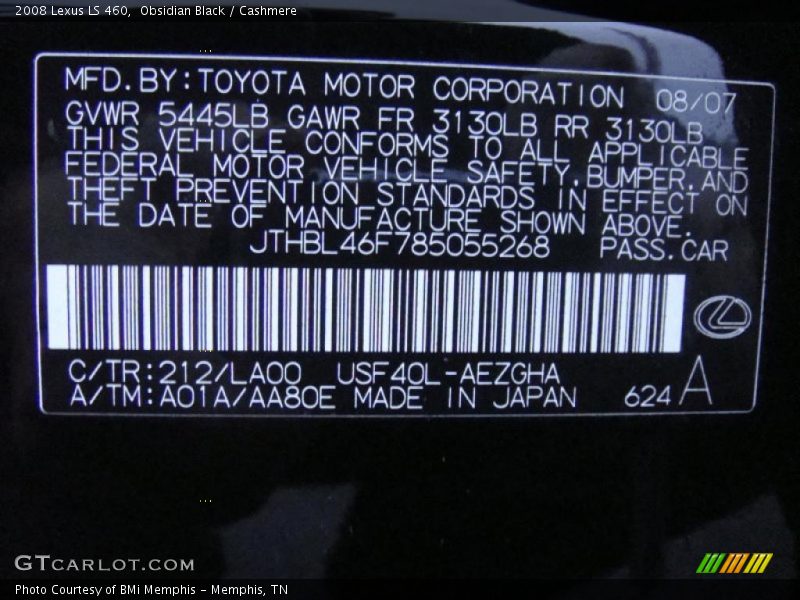 2008 Lexus LS 460,  Obsidian Black / Cashmere
MFD.BY:TOYOTA MOTOR CORPORATION 08/07
GVWR 5445LB GAWR FR 3130LB RR 3130LB
THIS VEHICLE CONFORMS TO ALL APPLICABLE
FEDERAL MOTOR VEHICLE SAFETY,BUMPER,AND
THEFT PREVENTION STANDARDS IN EFFECT ON
THE DATE OF MANUFACTURE SHOWN ABOVE.
JTHBL46F785055268 PASS.CAR
C/TR:212/LA00 USF40L-AEZGHA
A/TM:A01A/AA80E MADE IN JAPAN 624 A
GTCARLOT.COM
Photo Courtesy of BMi Memphis - Memphis, TN